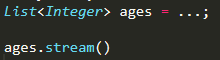 List<Integer> ages = ...;
ages.stream()